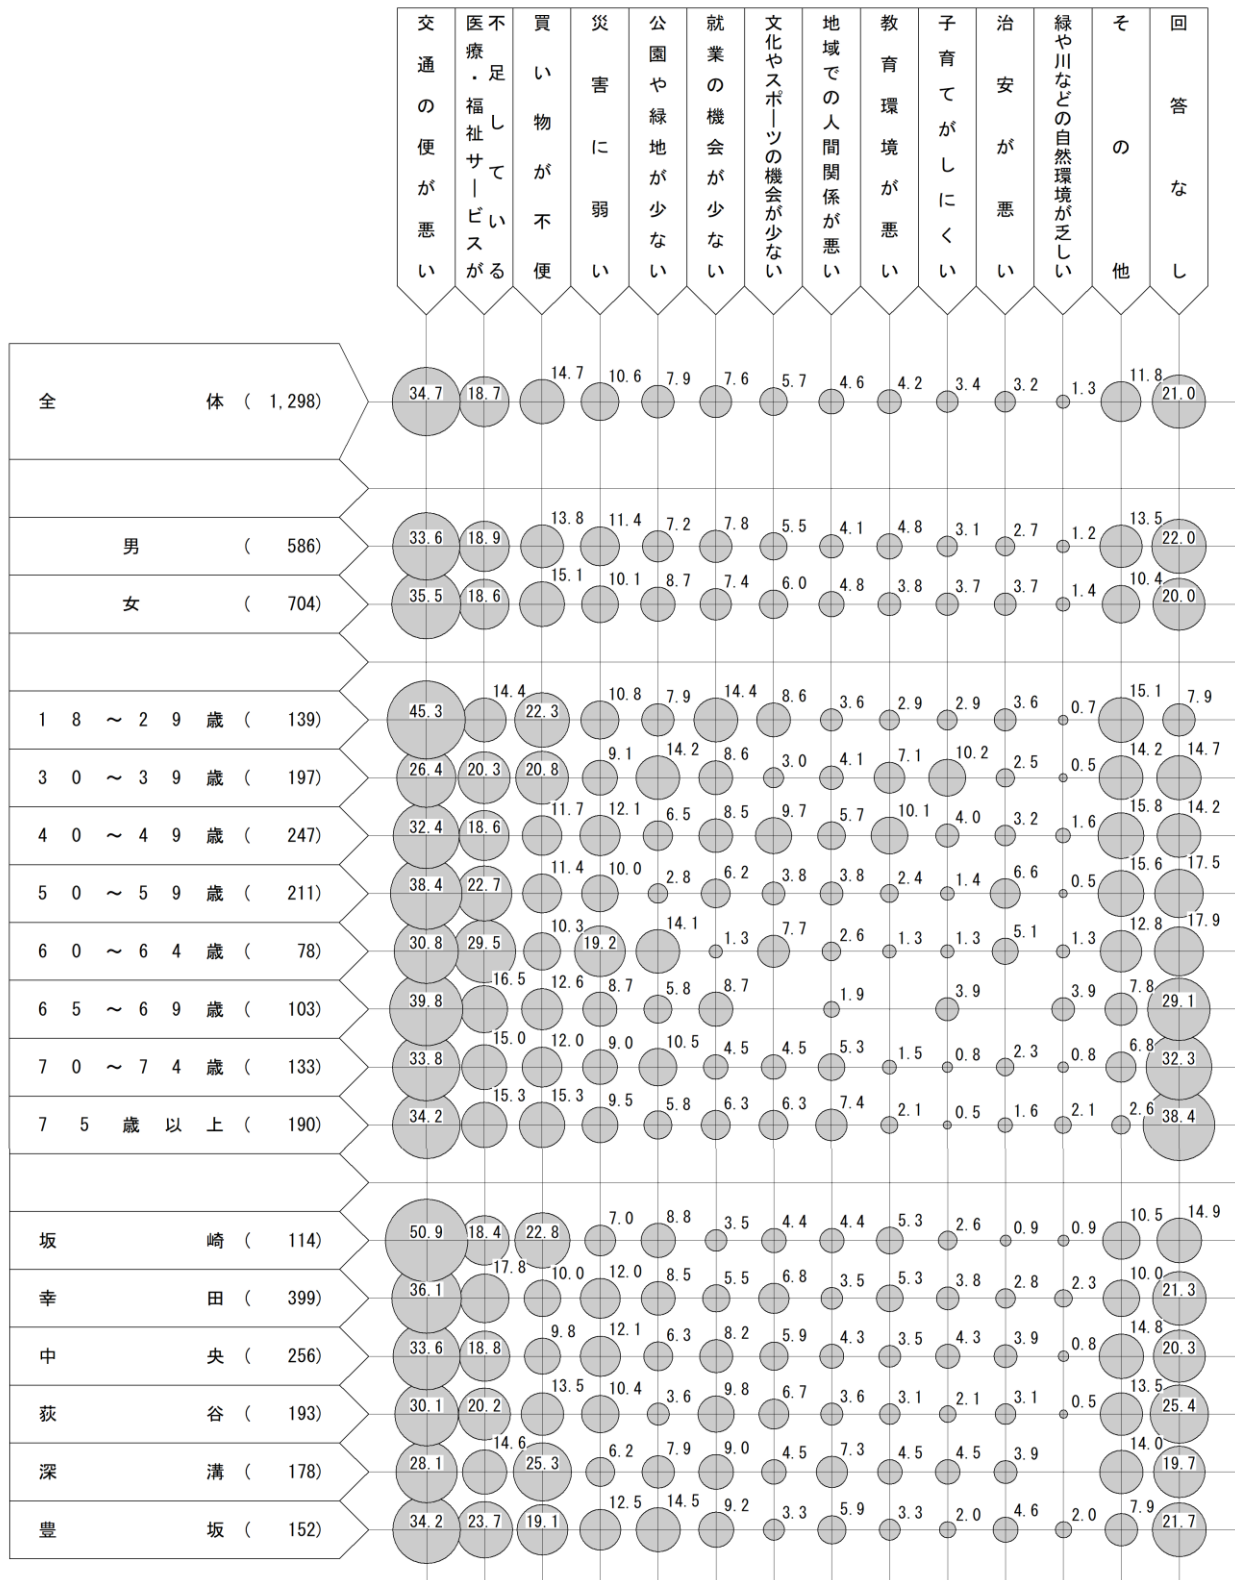 交通の便が悪い
医療・福祉サービスが
不足している
買い物が不便
災害に弱い
公園や緑地が少ない
就業の機会が少ない
文化やスポーツの機会が少ない
地域での人間関係が悪い
教育環境が悪い
子育てがしにくい
治安が悪い
緑や川などの自然環境が乏しい
その他
回答なし
全体 ( 1,298) 34.7 18.7 14.7 10.6 7.9 7.6 5.7 4.6 4.2 3.4 3.2 1.3 11.8 21.0
男 ( 586) 33.6 18.9 13.8 11.4 7.2 7.8 5.5 4.1 4.8 3.1 2.7 1.2 13.5 22.0
女 ( 704) 35.5 18.6 15.1 10.1 8.7 7.4 6.0 4.8 3.8 3.7 3.7 1.4 10.4 20.0
18～29歳 ( 139) 45.3 14.4 22.3 10.8 7.9 14.4 8.6 3.6 2.9 2.9 3.6 0.7 15.1 7.9
30～39歳 ( 197) 26.4 20.3 20.8 9.1 14.2 8.6 3.0 4.1 7.1 10.2 2.5 0.5 14.2 14.7
40～49歳 ( 247) 32.4 18.6 11.7 12.1 6.5 8.5 9.7 5.7 10.1 4.0 3.2 1.6 15.8 14.2
50～59歳 ( 211) 38.4 22.7 11.4 10.0 2.8 6.2 3.8 3.8 2.4 1.4 6.6 0.5 15.6 17.5
60～64歳 ( 78) 30.8 29.5 10.3 19.2 14.1 1.3 7.7 2.6 1.3 1.3 5.1 1.3 12.8 17.9
65～69歳 ( 103) 39.8 16.5 12.6 8.7 5.8 8.7 1.9 3.9 3.9 7.8 29.1
70～74歳 ( 133) 33.8 15.0 12.0 9.0 10.5 4.5 4.5 5.3 1.5 0.8 2.3 0.8 6.8 32.3
75歳以上 ( 190) 34.2 15.3 15.3 9.5 5.8 6.3 6.3 7.4 2.1 0.5 1.6 2.1 2.6 38.4
坂崎 ( 114) 50.9 18.4 22.8 7.0 8.8 3.5 4.4 4.4 5.3 2.6 0.9 0.9 10.5 14.9
幸田 ( 399) 36.1 17.8 10.0 12.0 8.5 5.5 6.8 3.5 5.3 3.8 2.8 2.3 10.0 21.3
中央 ( 256) 33.6 18.8 9.8 12.1 6.3 8.2 5.9 4.3 3.5 4.3 3.9 0.8 14.8 20.3
荻谷 ( 193) 30.1 20.2 13.5 10.4 3.6 9.8 6.7 3.6 3.1 2.1 3.1 0.5 13.5 25.4
深溝 ( 178) 28.1 14.6 25.3 6.2 7.9 9.0 4.5 7.3 4.5 4.5 3.9 14.0 19.7
豊坂 ( 152) 34.2 23.7 19.1 12.5 14.5 9.2 3.3 5.9 3.3 2.0 4.6 2.0 7.9 21.7